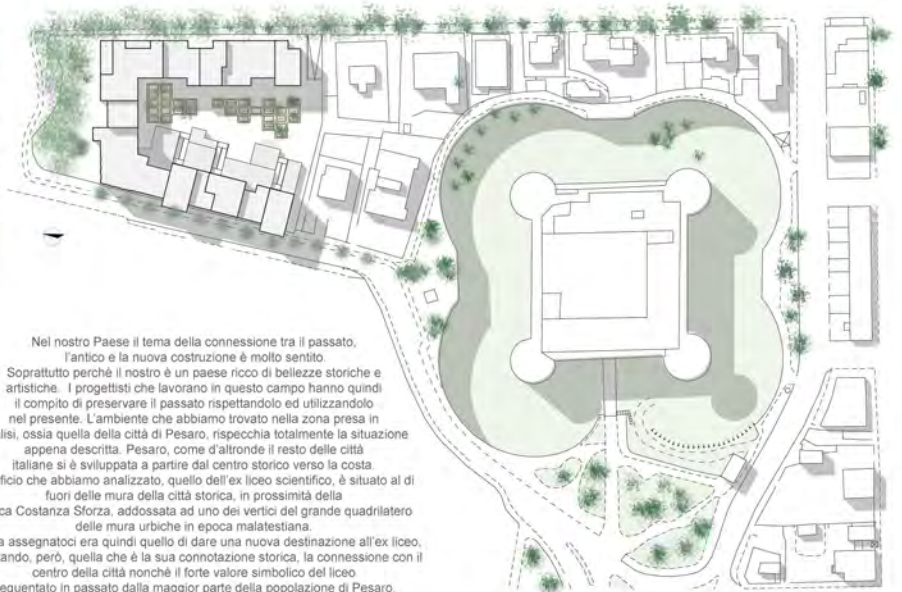 Nel nostro Paese il tema della connessione tra il passato,
l'antico e la nuova costruzione è molto sentito.
Soprattutto perchè il nostro è un paese ricco di bellezze storiche e
artistiche. I progettisti che lavorano in questo campo hanno quindi
il compito di preservare il passato rispettandolo ed utilizzandolo
nel presente. L'ambiente che abbiamo trovato nella zona presa in
lisi, ossia quella della città di Pesaro, rispecchia totalmente la situazione
appena descritta. Pesaro, come d'altronde il resto delle città
italiane si è sviluppata a partire dal centro storico verso la costa.
ficio che abbiamo analizzato, quello dell'ex liceo scientifico, è situato al di
fuori delle mura della città storica, in prossimità della
ca Costanza Sforza, addossata ad uno dei vertici del grande quadrilatero
delle mura urbiche in epoca malatestiana.
a assegnatoci era quindi quello di dare una nuova destinazione all'ex liceo,
tando, però, quella che è la sua connotazione storica, la connessione con il
centro della città nonchè il forte valore simbolico del liceo
equentato in passato dalla maggior parte della popolazione di Pesaro.